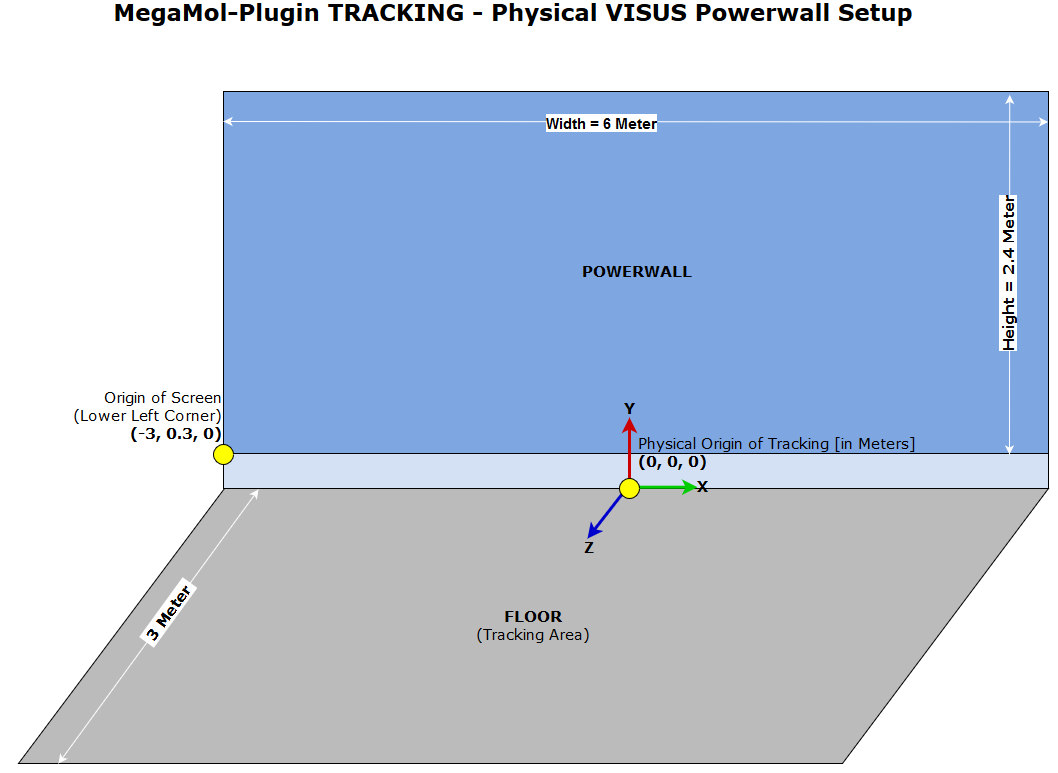 MegaMol-Plugin TRACKING - Physical VISUS Powerwall Setup
Width = 6 Meter
Height = 2.4 Meter
POWERWALL
Origin of Screen
(Lower Left Corner)
(-3, 0.3, 0)
Y
Physical Origin of Tracking [in Meters]
(0, 0, 0)
X
Z
3 Meter
FLOOR
(Tracking Area)